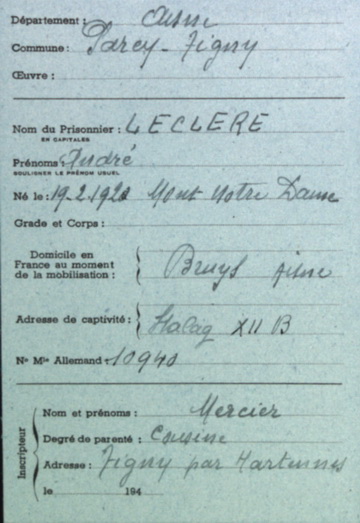 Département : Aisne
Commune : Parcy-Tigny
Œuvre :
Nom du Prisonnier : LECLERE
EN CAPITALES
Prénoms : André
SOULIGNER LE PRÉNOM USUEL
Né le : 19.2.1920 Mont Notre Dame
Grade et Corps :
Domicile en
France au moment
de la mobilisation : Bruys Aisne
Adresse de captivité : Stalag XII B
No Mle Allemand : 10940
Inscripteur
Nom et prénoms : Mercier
Degré de parenté : Cousine
Adresse : Tigny par Hartennes
le 194